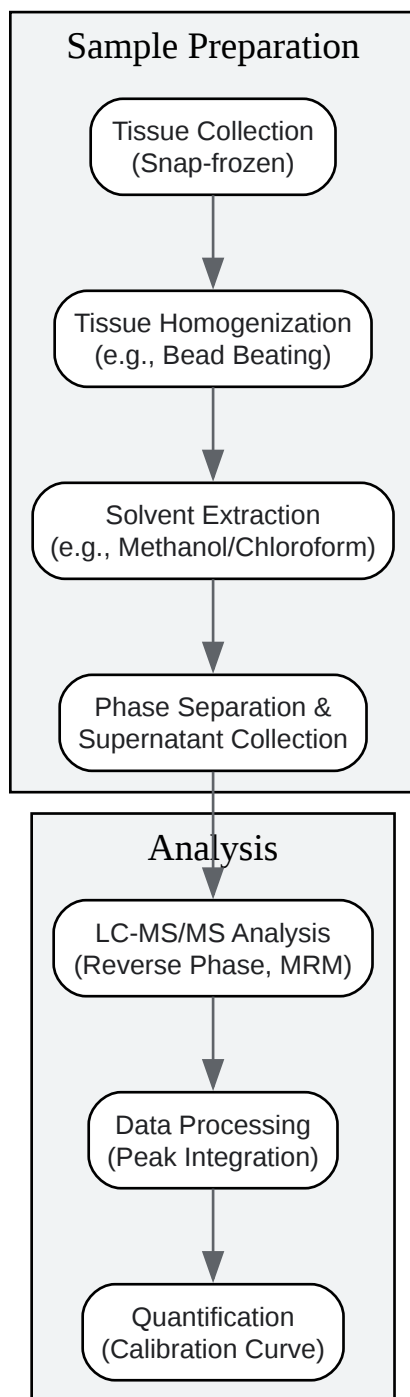 Sample Preparation
Tissue Collection
(Snap-frozen)
Tissue Homogenization
(e.g., Bead Beating)
Solvent Extraction
(e.g., Methanol/Chloroform)
Phase Separation &
Supernatant Collection
Analysis
LC-MS/MS Analysis
(Reverse Phase, MRM)
Data Processing
(Peak Integration)
Quantification
(Calibration Curve)